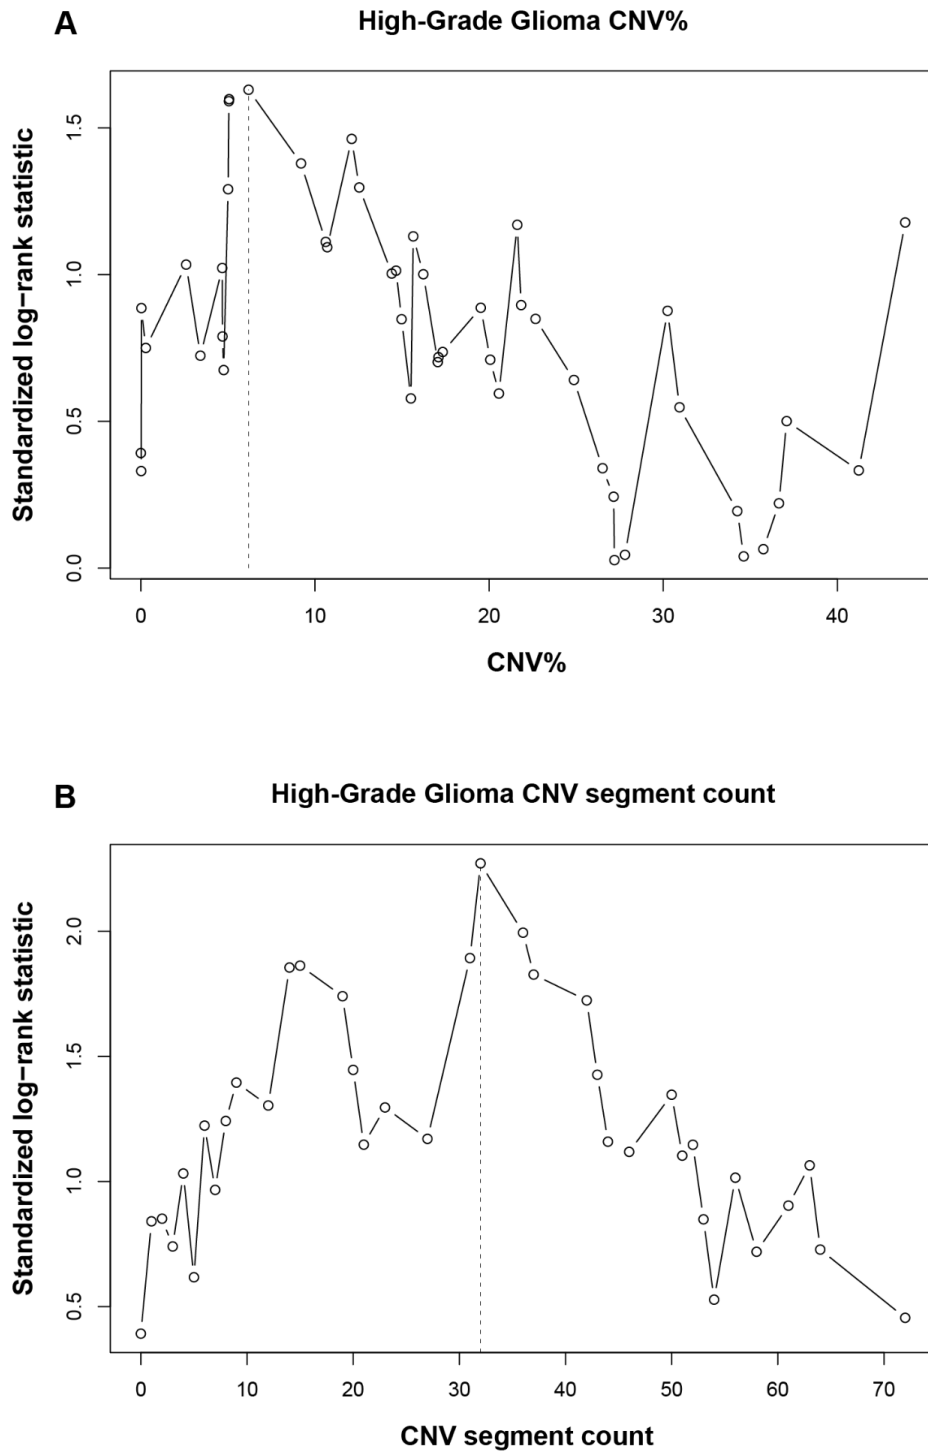 A
High-Grade Glioma CNV%
Standardized log−rank statistic
1.5
1.0
0.5
0.0
0 10 20 30 40
CNV%
B
High-Grade Glioma CNV segment count
Standardized log−rank statistic
2.0
1.5
1.0
0.5
0 10 20 30 40 50 60 70
CNV segment count